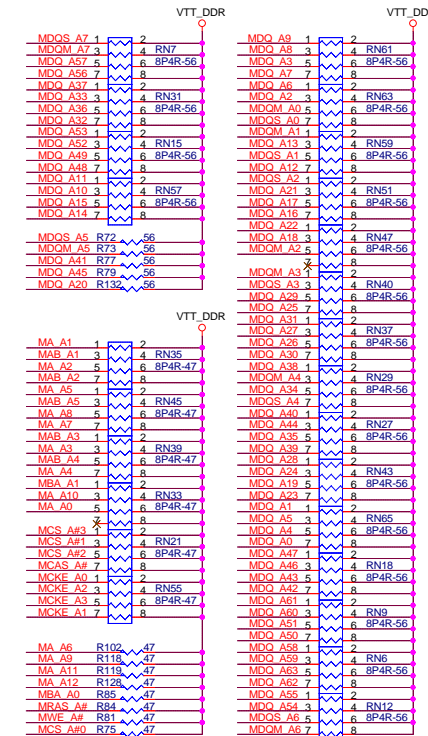 VTT_DDR
MDQS_A7 1 2
MDQM_A7 3 4 RN7
MDQ_A57 5 6 8P4R-56
MDQ_A56 7 8
MDQ_A37 1 2
MDQ_A33 3 4 RN31
MDQ_A36 5 6 8P4R-56
MDQ_A32 7 8
MDQ_A53 1 2
MDQ_A52 3 4 RN15
MDQ_A49 5 6 8P4R-56
MDQ_A48 7 8
MDQ_A11 1 2
MDQ_A10 3 4 RN57
MDQ_A15 5 6 8P4R-56
MDQ_A14 7 8
MDQS_A5 R72 56
MDQM_A5 R73 56
MDQ_A41 R77 56
MDQ_A45 R79 56
MDQ_A20 R132 56
VTT_DDR
MA_A1 1 2
MAB_A1 3 4 RN35
MA_A2 5 6 8P4R-47
MAB_A2 7 8
MA_A5 1 2
MAB_A5 3 4 RN45
MA_A8 5 6 8P4R-47
MA_A7 7 8
MAB_A3 1 2
MA_A3 3 4 RN39
MAB_A4 5 6 8P4R-47
MA_A4 7 8
MBA_A1 1 2
MA_A10 3 4 RN33
MA_A0 5 6 8P4R-47
7 8
MCS_A#3 1 2
MCS_A#1 3 4 RN21
MCS_A#2 5 6 8P4R-47
MCAS_A# 7 8
MCKE_A0 1 2
MCKE_A2 3 4 RN55
MCKE_A3 5 6 8P4R-47
MCKE_A1 7 8
MA_A6 R102 47
MA_A9 R118 47
MA_A11 R119 47
MA_A12 R128 47
MBA_A0 R85 47
MRAS_A# R84 47
MWE_A# R81 47
MCS_A#0 R75 47
VTT_DD
MDQ_A9 1 2
MDQ_A8 3 4 RN61
MDQ_A3 5 6 8P4R-56
MDQ_A7 7 8
MDQ_A6 1 2
MDQ_A2 3 4 RN63
MDQM_A0 5 6 8P4R-56
MDQS_A0 7 8
MDQM_A1 1 2
MDQ_A13 3 4 RN59
MDQS_A1 5 6 8P4R-56
MDQ_A12 7 8
MDQS_A2 1 2
MDQ_A21 3 4 RN51
MDQ_A17 5 6 8P4R-56
MDQ_A16 7 8
MDQ_A22 1 2
MDQ_A18 3 4 RN47
MDQM_A2 5 6 8P4R-56
7 8
MDQM_A3 1 2
MDQS_A3 3 4 RN40
MDQ_A29 5 6 8P4R-56
MDQ_A25 7 8
MDQ_A31 1 2
MDQ_A27 3 4 RN37
MDQ_A26 5 6 8P4R-56
MDQ_A30 7 8
MDQ_A38 1 2
MDQM_A4 3 4 RN29
MDQ_A34 5 6 8P4R-56
MDQS_A4 7 8
MDQ_A40 1 2
MDQ_A44 3 4 RN27
MDQ_A35 5 6 8P4R-56
MDQ_A39 7 8
MDQ_A28 1 2
MDQ_A24 3 4 RN43
MDQ_A19 5 6 8P4R-56
MDQ_A23 7 8
MDQ_A1 1 2
MDQ_A5 3 4 RN65
MDQ_A4 5 6 8P4R-56
MDQ_A0 7 8
MDQ_A47 1 2
MDQ_A46 3 4 RN18
MDQ_A43 5 6 8P4R-56
MDQ_A42 7 8
MDQ_A61 1 2
MDQ_A60 3 4 RN9
MDQ_A51 5 6 8P4R-56
MDQ_A50 7 8
MDQ_A58 1 2
MDQ_A59 3 4 RN6
MDQ_A63 5 6 8P4R-56
MDQ_A62 7 8
MDQ_A55 1 2
MDQ_A54 3 4 RN12
MDQS_A6 5 6 8P4R-56
MDQM_A6 7 8